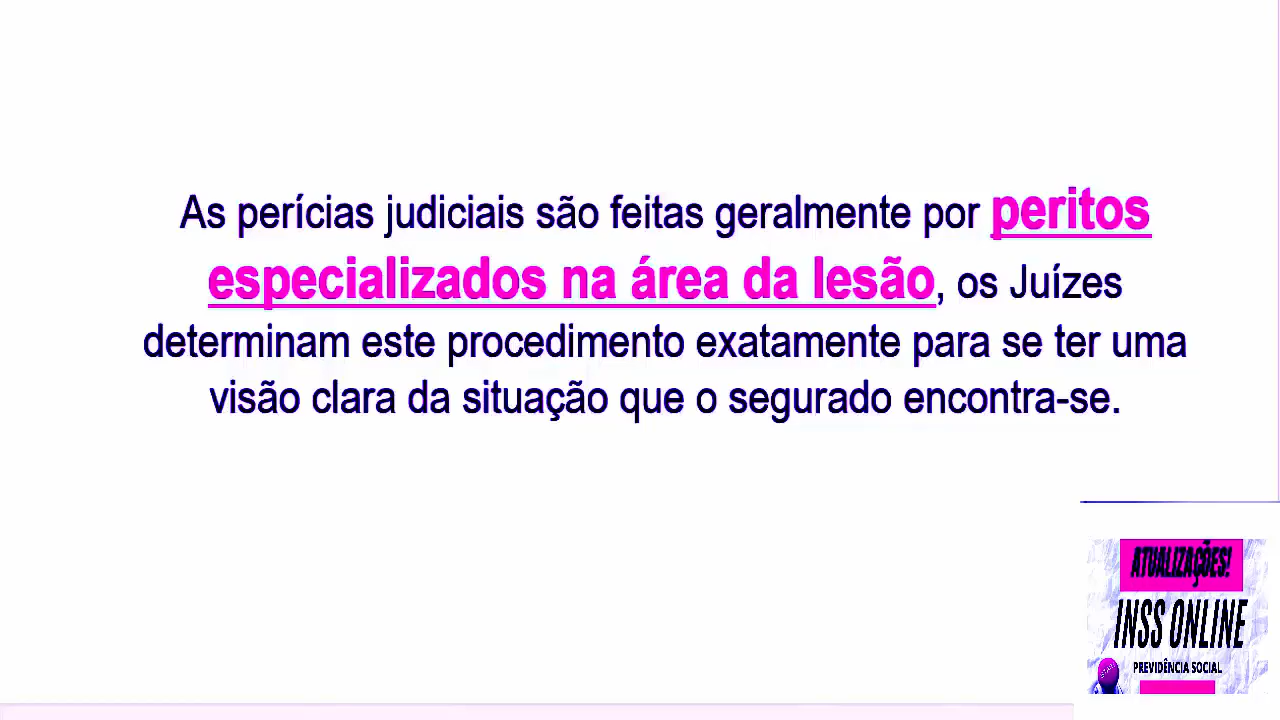 As perícias judiciais são feitas geralmente por peritos
especializados na área da lesão, os Juízes
determinam este procedimento exatamente para se ter uma
visão clara da situação que o segurado encontra-se.
ATUALIZAÇÕES!
INSS ONLINE
PREVIDÊNCIA SOCIAL